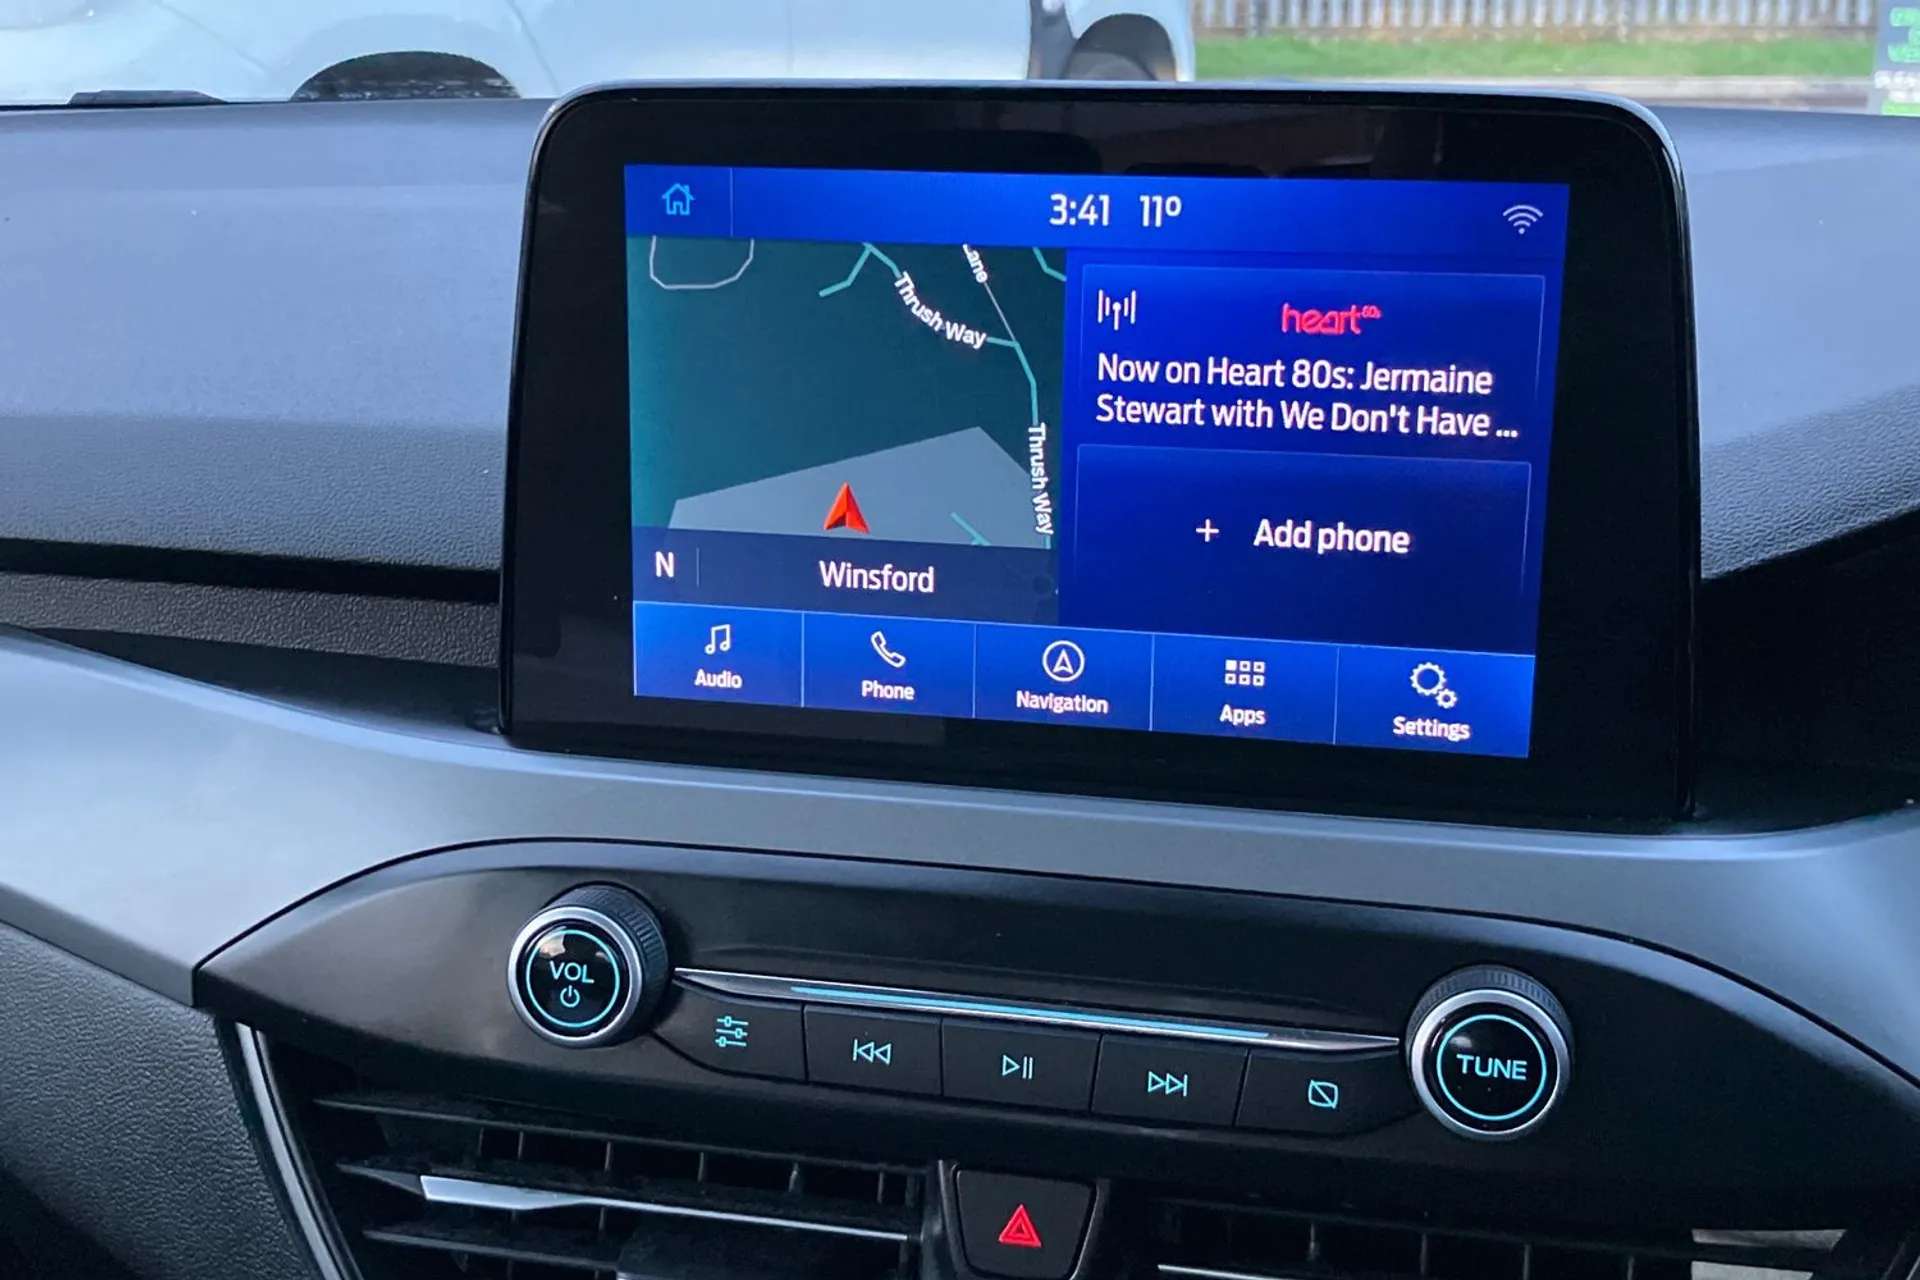 3:41 11°
Lane
Thrush Way
Thrush Way
heart 80s
Now on Heart 80s: Jermaine
Stewart with We Don't Have ...
+ Add phone
N
Winsford
Audio
Phone
Navigation
Apps
Settings
VOL
TUNE